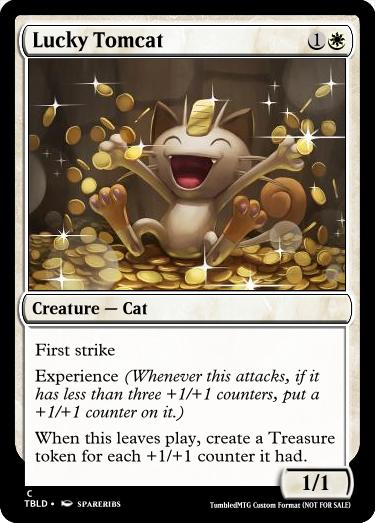 Lucky Tomcat 1
Creature — Cat
First strike
Experience (Whenever this attacks, if it
has less than three +1/+1 counters, put a
+1/+1 counter on it.)
When this leaves play, create a Treasure
token for each +1/+1 counter it had.
1/1
C
TBLD • SPARERIBS
TumbledMTG Custom Format (NOT FOR SALE)